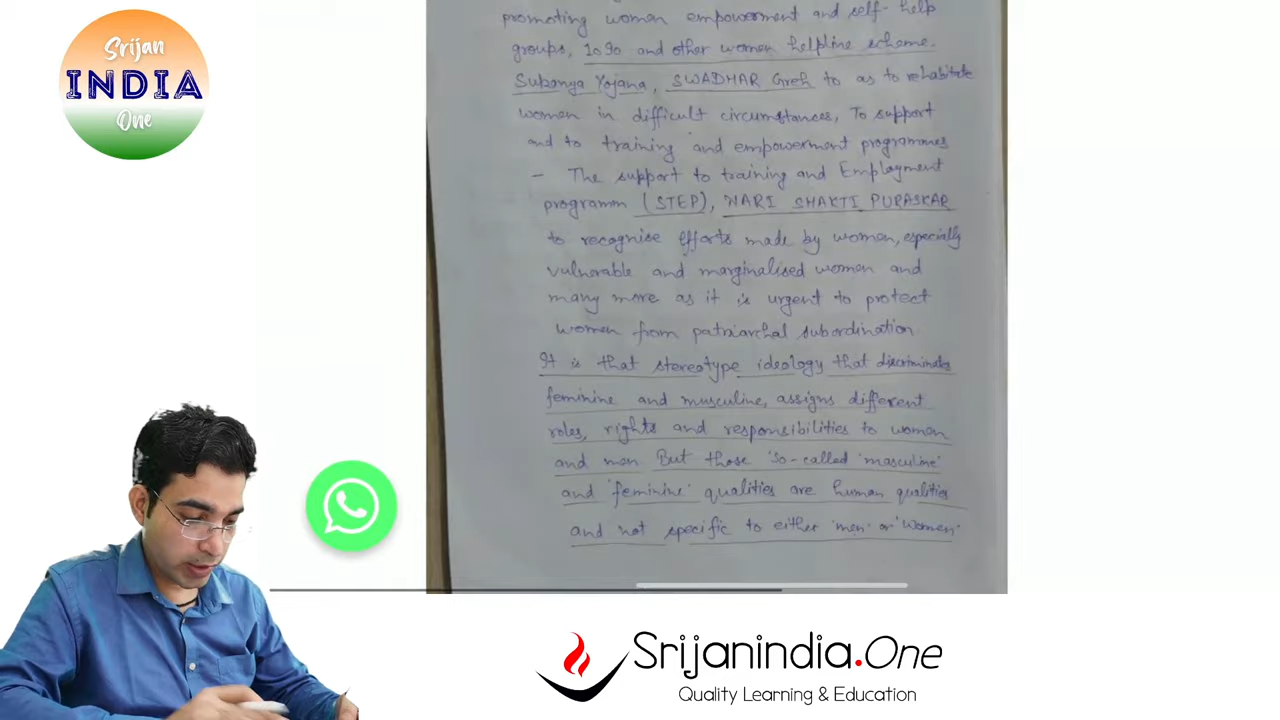 Srijan
INDIA
One
promoting women empowerment and self-help
groups, 1090 and other women helpline scheme.
Sukanya Yojana, SWADHAR Greh to as to rehabitate
women in difficult circumstances, To support
and to training and empowerment programmes
- The support to training and Employment
programm (STEP), NARI SHAKTI PURASKAR
to recognise efforts made by women, especially
vulnerable and marginalised women and
many more as it is urgent to protect
women from patriarchal subordination
It is that stereotype ideology that discriminates
feminine and musculine, assigns different
roles, rights and responsibilities to women
and men But those 'so-called 'masculine'
and 'feminine' qualities are human qualities
and not specific to either 'men' or 'women'
Srijanindia.One
Quality Learning & Education